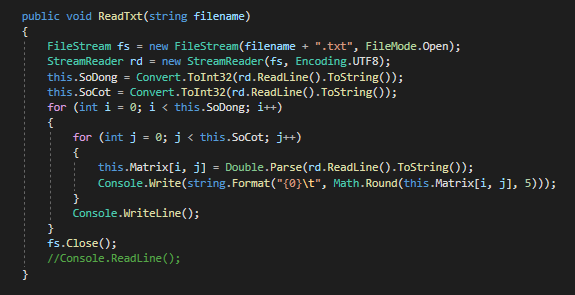 public void ReadTxt(string filename)
{
FileStream fs = new FileStream(filename + ".txt", FileMode.Open);
StreamReader rd = new StreamReader(fs, Encoding.UTF8);
this.SoDong = Convert.ToInt32(rd.ReadLine().ToString());
this.SoCot = Convert.ToInt32(rd.ReadLine().ToString());
for (int i = 0; i < this.SoDong; i++)
{
for (int j = 0; j < this.SoCot; j++)
{
this.Matrix[i, j] = Double.Parse(rd.ReadLine().ToString());
Console.Write(string.Format("{0}\t", Math.Round(this.Matrix[i, j], 5)));
}
Console.WriteLine();
}
fs.Close();
//Console.ReadLine();
}